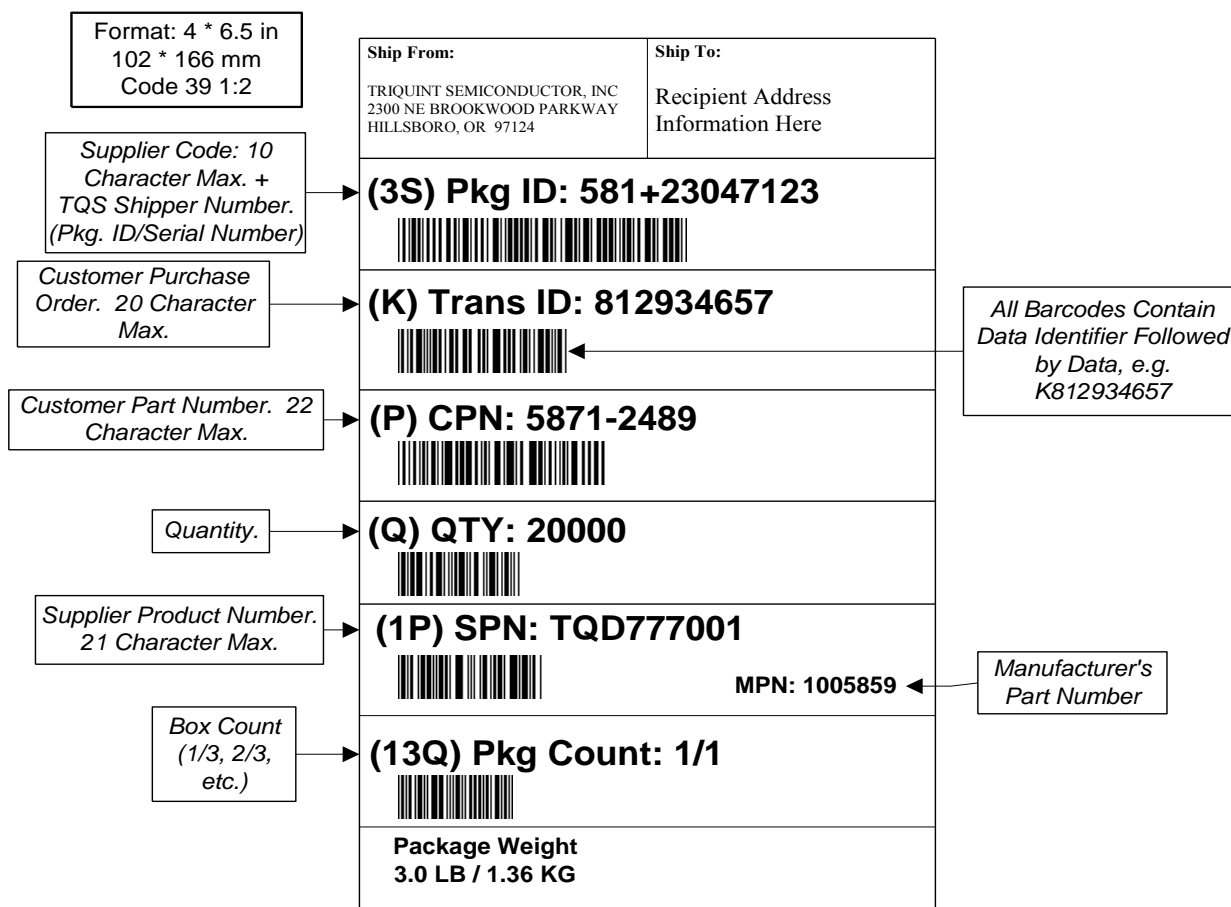 Format: 4 * 6.5 in
102 * 166 mm
Code 39 1:2
Ship From:
TRIQUINT SEMICONDUCTOR, INC
2300 NE BROOKWOOD PARKWAY
HILLSBORO, OR 97124
Ship To:
Recipient Address
Information Here
Supplier Code: 10
Character Max. +
TQS Shipper Number.
(Pkg. ID/Serial Number)
(3S) Pkg ID: 581+23047123
Customer Purchase
Order. 20 Character
Max.
(K) Trans ID: 812934657
All Barcodes Contain
Data Identifier Followed
by Data, e.g.
K812934657
Customer Part Number. 22
Character Max.
(P) CPN: 5871-2489
Quantity.
(Q) QTY: 20000
Supplier Product Number.
21 Character Max.
(1P) SPN: TQD777001
MPN: 1005859
Manufacturer's
Part Number
Box Count
(1/3, 2/3,
etc.)
(13Q) Pkg Count: 1/1
Package Weight
3.0 LB / 1.36 KG